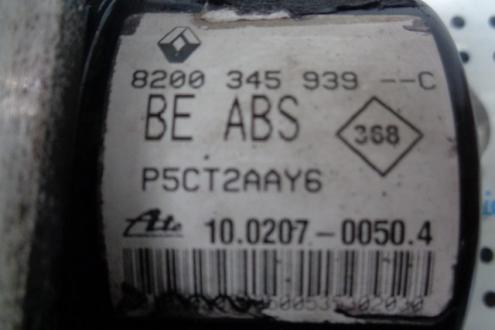 8200 345 939 --C
BE ABS
368
P5CT2AAY6
Ate 10.0207-0050.4